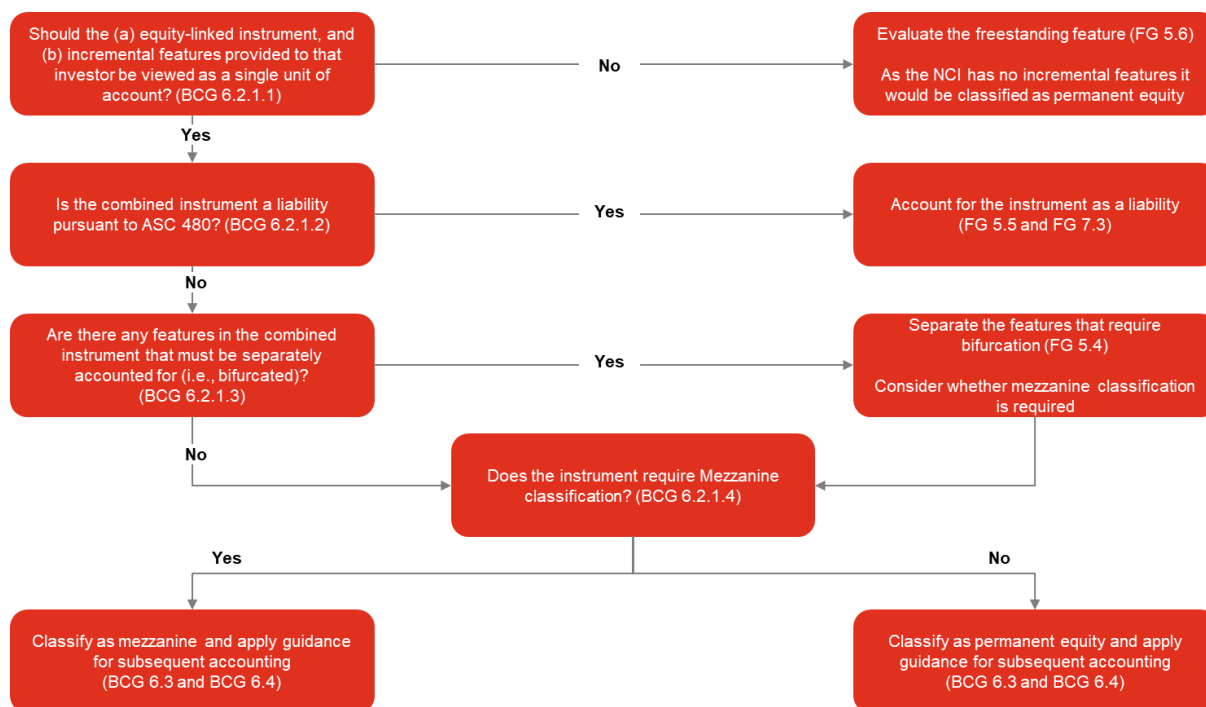 Should the (a) equity-linked instrument, and
(b) incremental features provided to that
investor be viewed as a single unit of
account? (BCG 6.2.1.1)
No
Evaluate the freestanding feature (FG 5.6)
As the NCI has no incremental features it
would be classified as permanent equity
Yes
Is the combined instrument a liability
pursuant to ASC 480? (BCG 6.2.1.2)
Yes
Account for the instrument as a liability
(FG 5.5 and FG 7.3)
No
Are there any features in the combined
instrument that must be separately
accounted for (i.e., bifurcated)?
(BCG 6.2.1.3)
Yes
Separate the features that require
bifurcation (FG 5.4)
Consider whether mezzanine classification
is required
No
Does the instrument require Mezzanine
classification? (BCG 6.2.1.4)
Yes
No
Classify as mezzanine and apply guidance
for subsequent accounting
(BCG 6.3 and BCG 6.4)
Classify as permanent equity and apply
guidance for subsequent accounting
(BCG 6.3 and BCG 6.4)